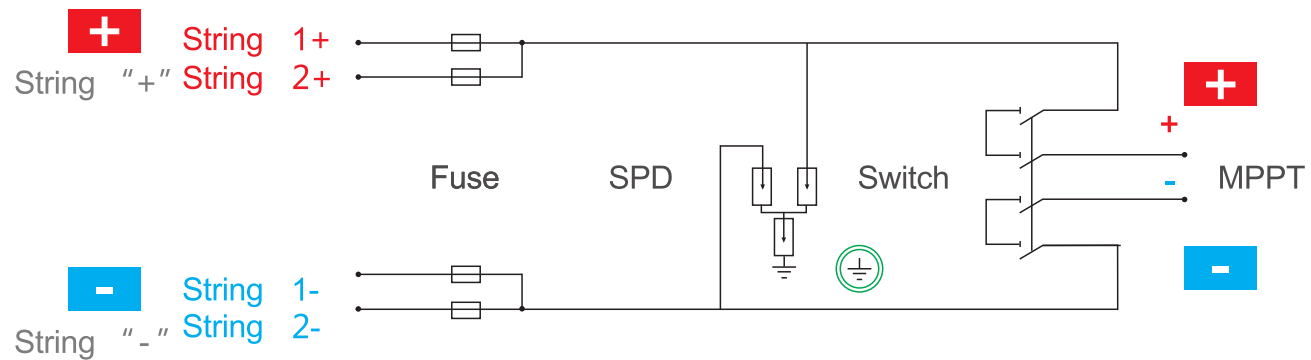 +
String 1+
String “+” String 2+
+
+
Fuse SPD Switch - MPPT
- String 1-
String “-” String 2-
-